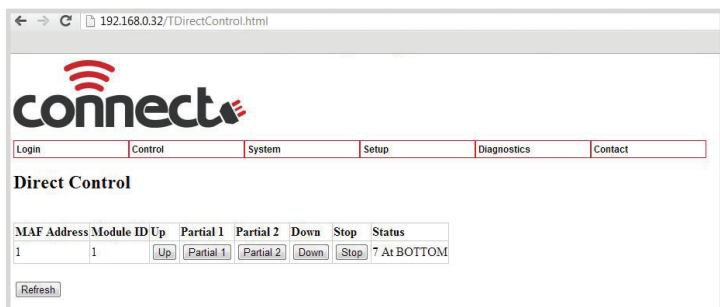 192.168.0.32/TDirectControl.html
connect
Login Control System Setup Diagnostics Contact
Direct Control
MAF Address Module ID Up Partial 1 Partial 2 Down Stop Status
1 1 Up Partial 1 Partial 2 Down Stop 7 At BOTTOM
Refresh